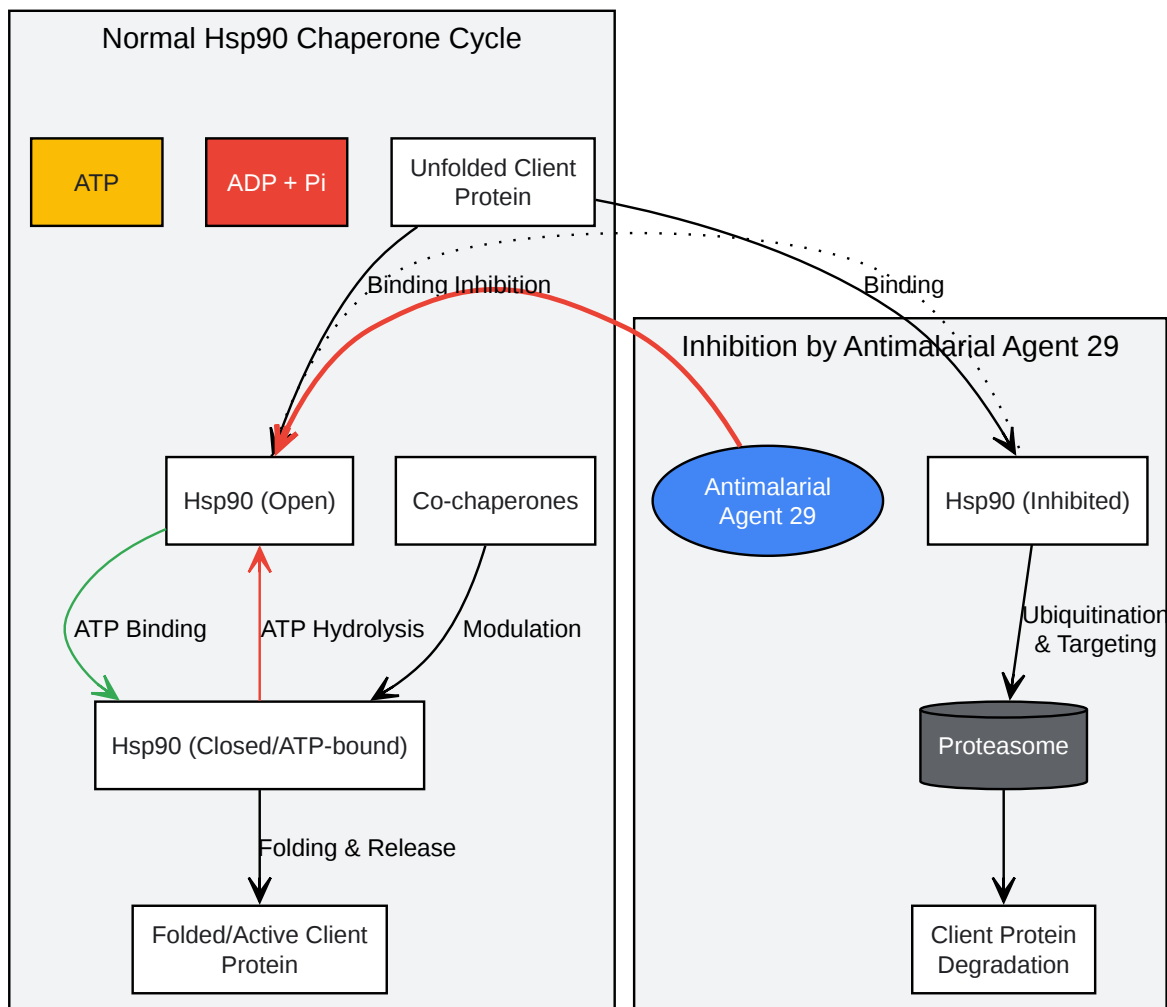 Normal Hsp90 Chaperone Cycle
ATP
ADP + Pi
Unfolded Client
Protein
Binding Inhibition
Binding
Inhibition by Antimalarial Agent 29
Hsp90 (Open)
Co-chaperones
Antimalarial
Agent 29
Hsp90 (Inhibited)
ATP Binding
ATP Hydrolysis
Modulation
Ubiquitination
& Targeting
Hsp90 (Closed/ATP-bound)
Proteasome
Folding & Release
Folded/Active Client
Protein
Client Protein
Degradation